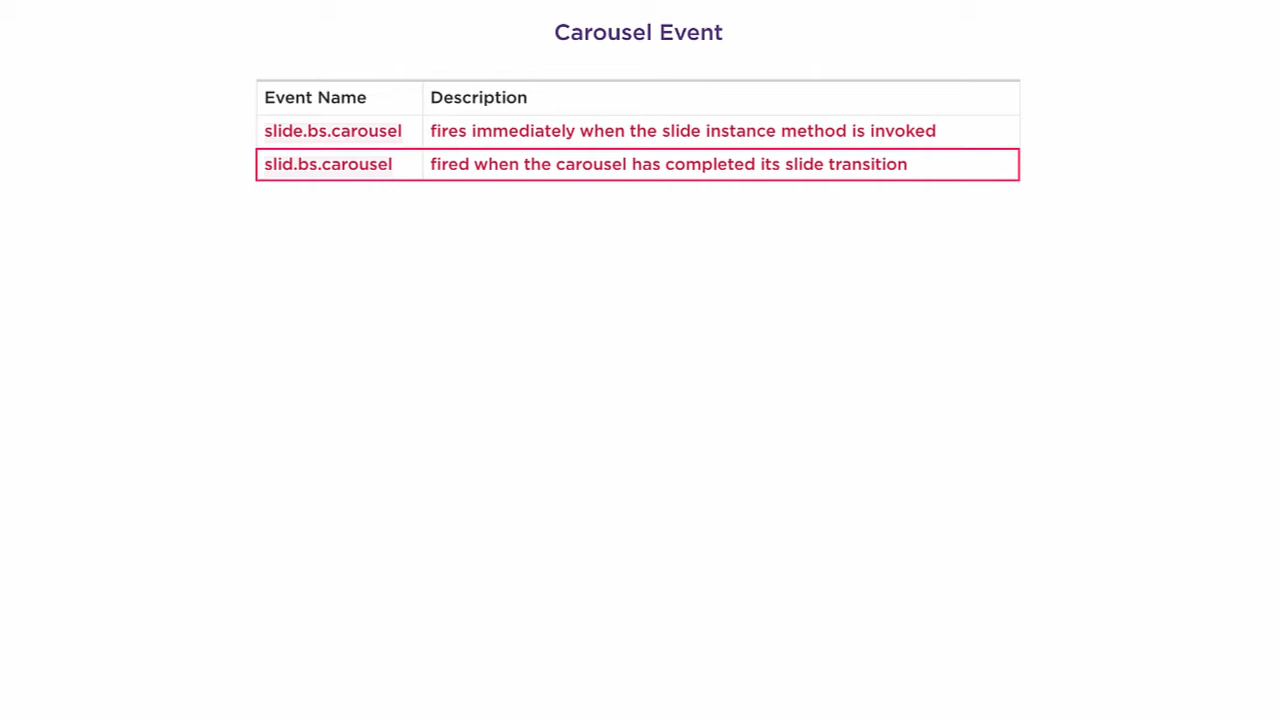 Carousel Event
Event Name Description
slide.bs.carousel fires immediately when the slide instance method is invoked
slid.bs.carousel fired when the carousel has completed its slide transition